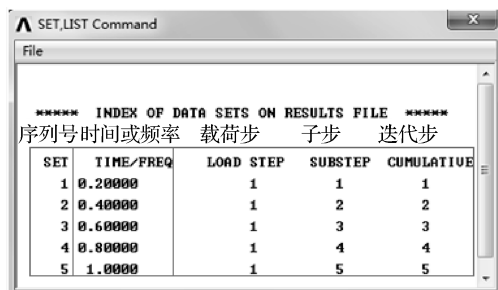 SET,LIST Command
File
***** INDEX OF DATA SETS ON RESULTS FILE *****
序列号 时间或频率 载荷步 子步 迭代步
SET TIME/FREQ LOAD STEP SUBSTEP CUMULATIVE
1 0.20000 1 1 1
2 0.40000 1 2 2
3 0.60000 1 3 3
4 0.80000 1 4 4
5 1.0000 1 5 5